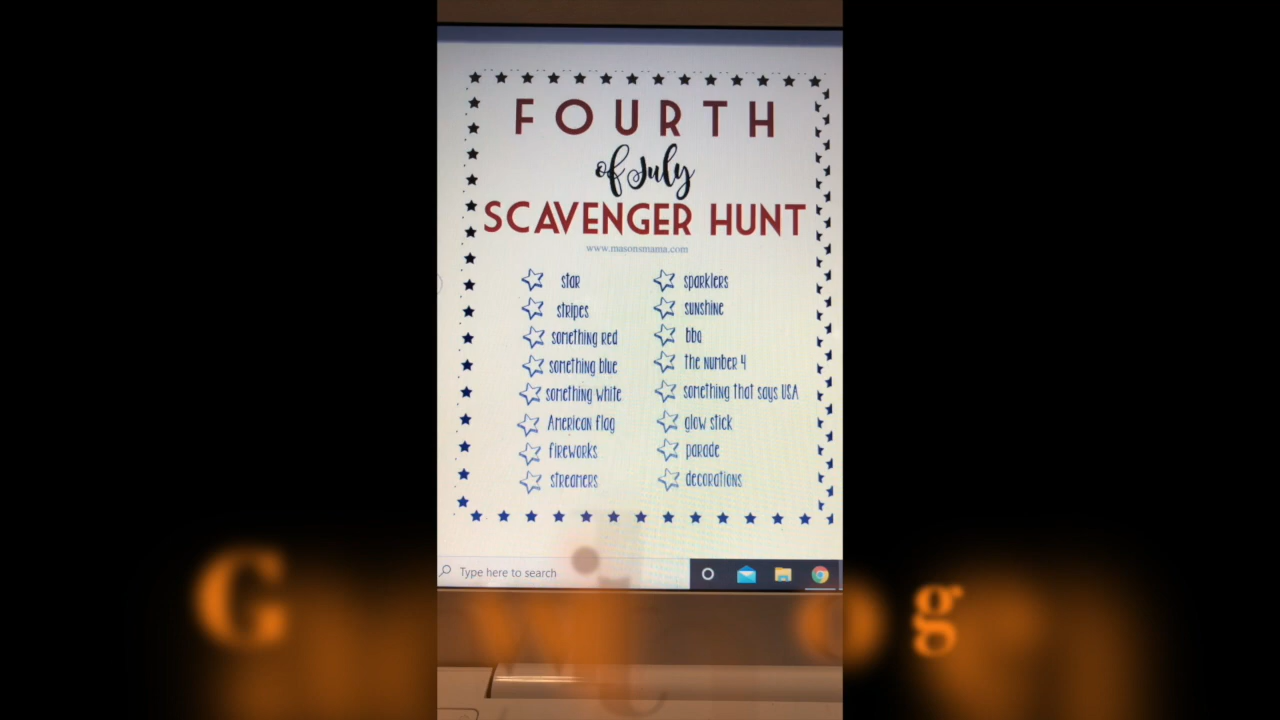 FOURTH
of July
SCAVENGER HUNT
www.masonsmama.com
star
stripes
something red
something blue
something white
American flag
fireworks
streamers
sparklers
sunshine
bbq
the number 4
something that says USA
glow stick
parade
decorations
Type here to search